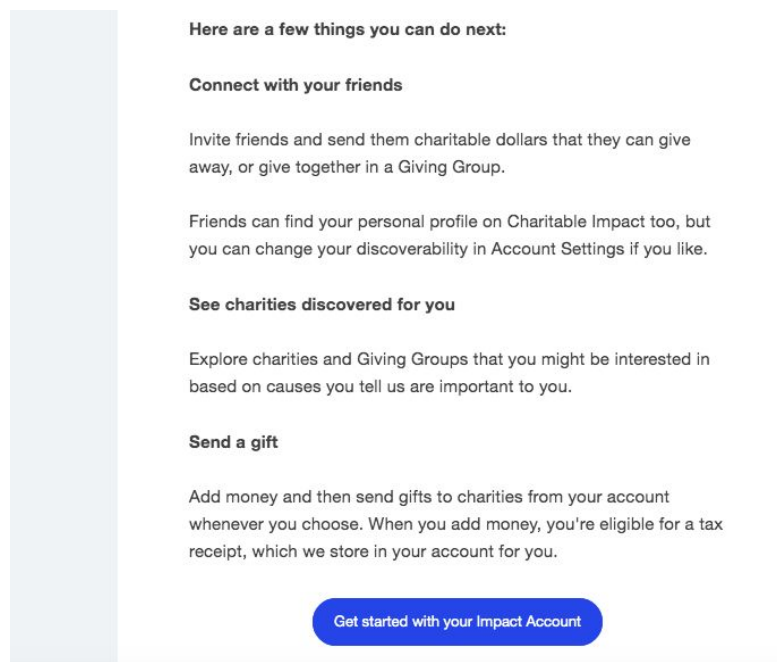 Here are a few things you can do next:
Connect with your friends
Invite friends and send them charitable dollars that they can give
away, or give together in a Giving Group.
Friends can find your personal profile on Charitable Impact too, but
you can change your discoverability in Account Settings if you like.
See charities discovered for you
Explore charities and Giving Groups that you might be interested in
based on causes you tell us are important to you.
Send a gift
Add money and then send gifts to charities from your account
whenever you choose. When you add money, you're eligible for a tax
receipt, which we store in your account for you.
Get started with your Impact Account